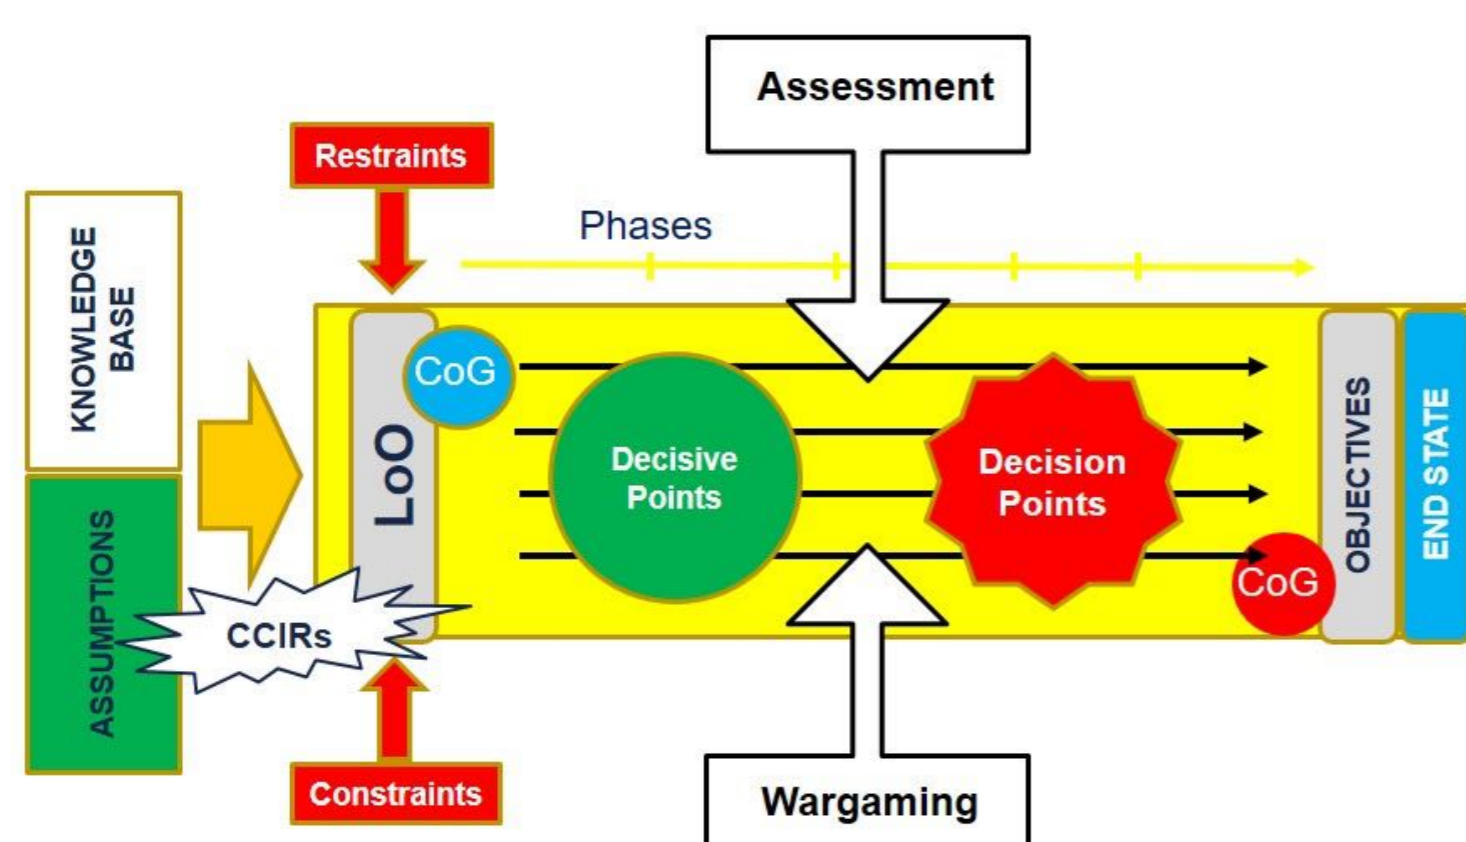 Assessment
Restraints
Phases
KNOWLEDGE
BASE
ASSUMPTIONS
LoO
CoG
Decisive
Points
Decision
Points
CoG
OBJECTIVES
END STATE
CCIRs
Constraints
Wargaming